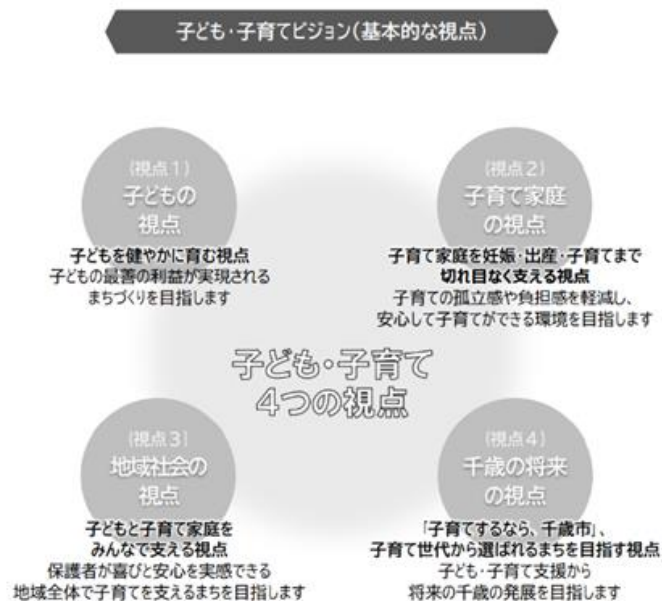 子ども・子育てビジョン(基本的な視点)
(視点1)
子どもの
視点
子どもを健やかに育む視点
子どもの最善の利益が実現される
まちづくりを目指します
(視点2)
子育て家庭
の視点
子育て家庭を妊娠・出産・子育てまで
切れ目なく支える視点
子育ての孤立感や負担感を軽減し、
安心して子育てができる環境を目指します
子ども・子育て
4つの視点
(視点3)
地域社会の
視点
子どもと子育て家庭を
みんなで支える視点
保護者が喜びと安心を実感できる
地域全体で子育てを支えるまちを目指します
(視点4)
千歳の将来
の視点
「子育てするなら、千歳市」、
子育て世代から選ばれるまちを目指す視点
子ども・子育て支援から
将来の千歳の発展を目指します